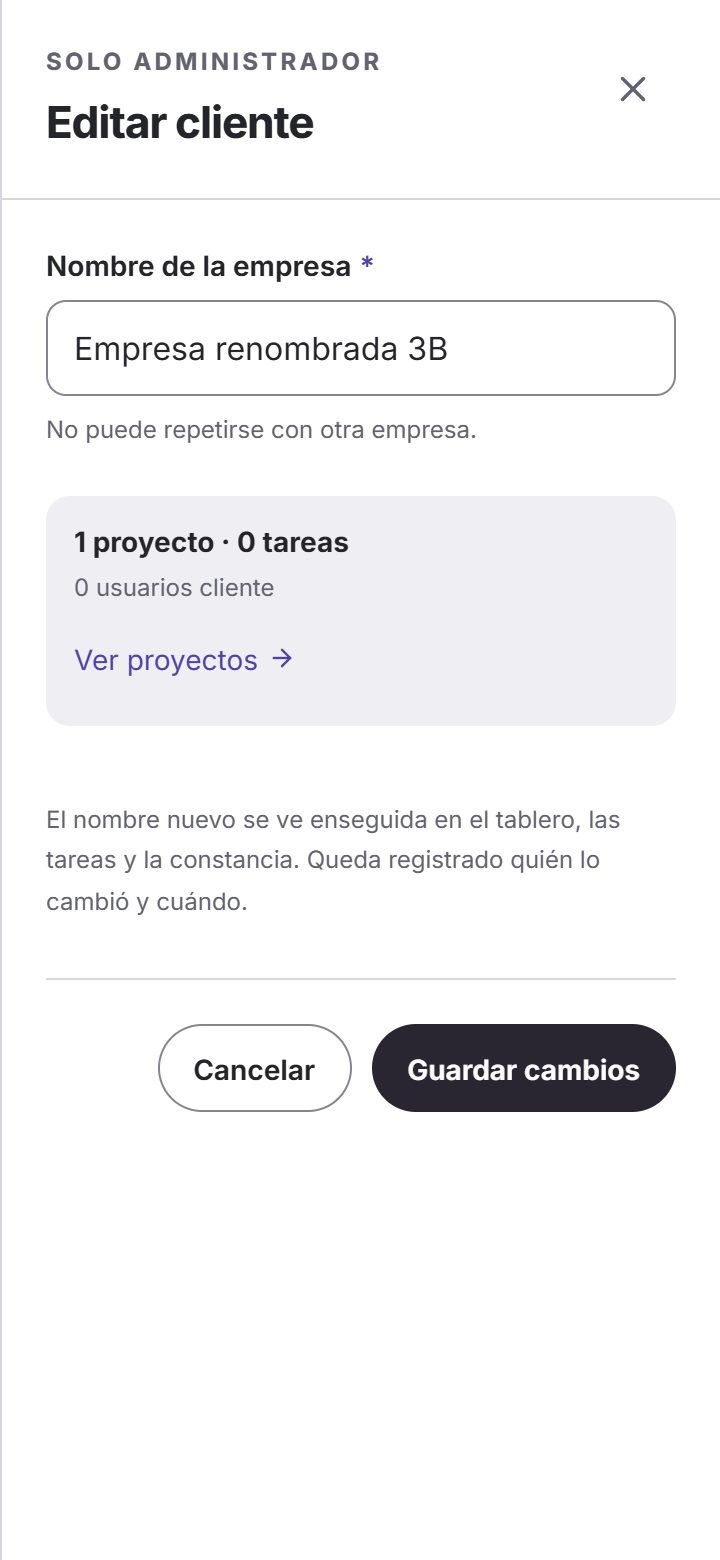 SOLO ADMINISTRADOR
Editar cliente
Nombre de la empresa *
Empresa renombrada 3B
No puede repetirse con otra empresa.
1 proyecto · 0 tareas
0 usuarios cliente
Ver proyectos →
El nombre nuevo se ve enseguida en el tablero, las
tareas y la constancia. Queda registrado quién lo
cambió y cuándo.
Cancelar
Guardar cambios